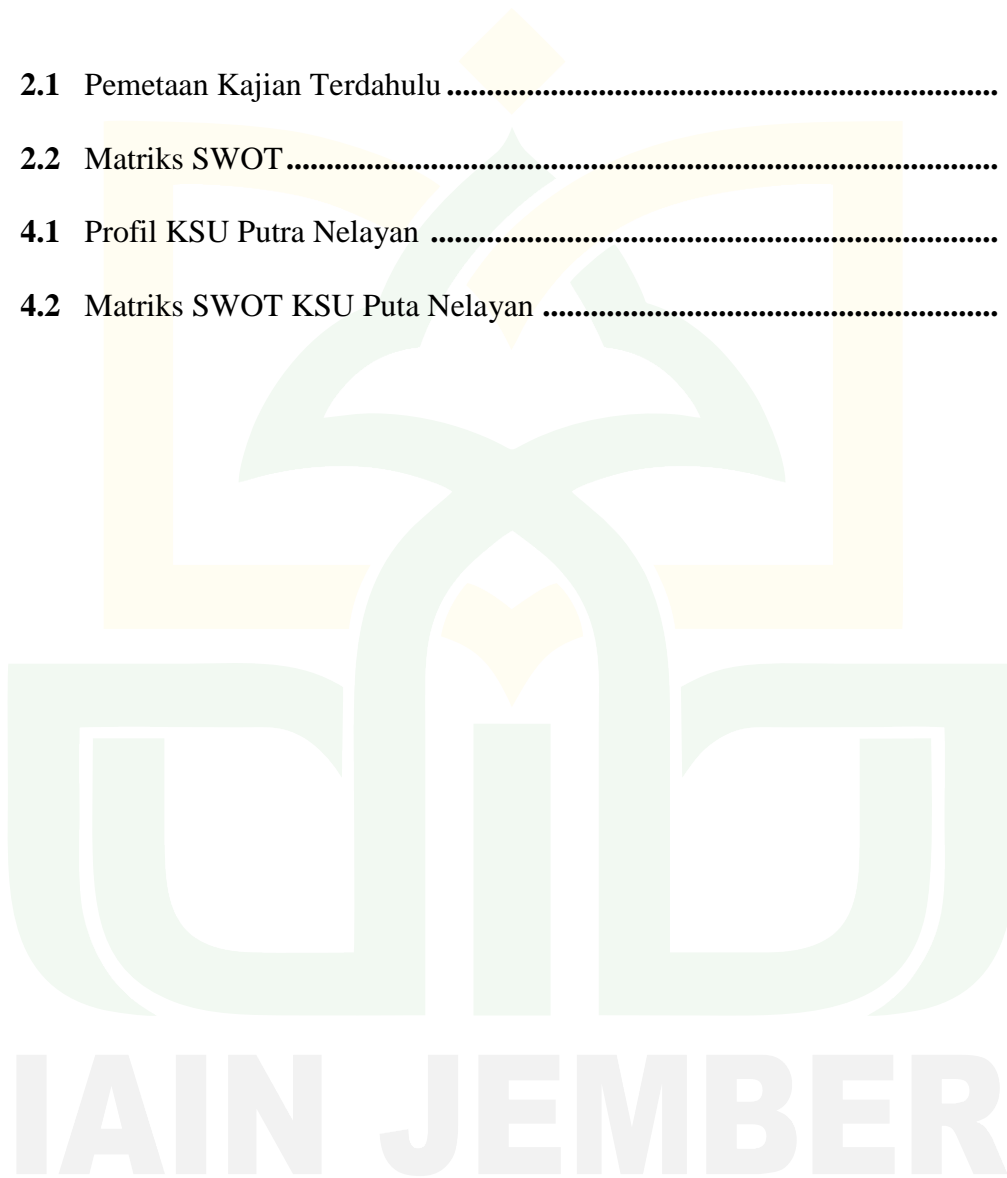 2.1 Pemetaan Kajian Terdahulu .....................................................................
2.2 Matriks SWOT .........................................................................................
4.1 Profil KSU Putra Nelayan .......................................................................
4.2 Matriks SWOT KSU Puta Nelayan .........................................................
IAIN JEMBER